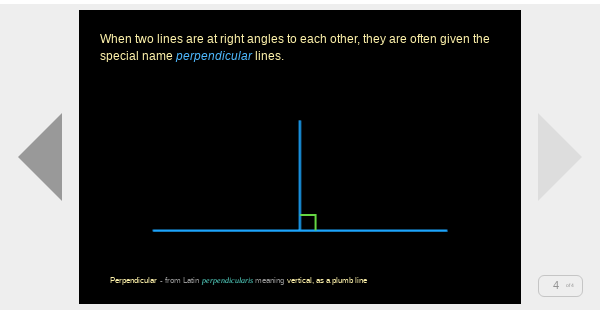 When two lines are at right angles to each other, they are often given the
special name perpendicular lines.
Perpendicular - from Latin perpendicularis meaning vertical, as a plumb line
4